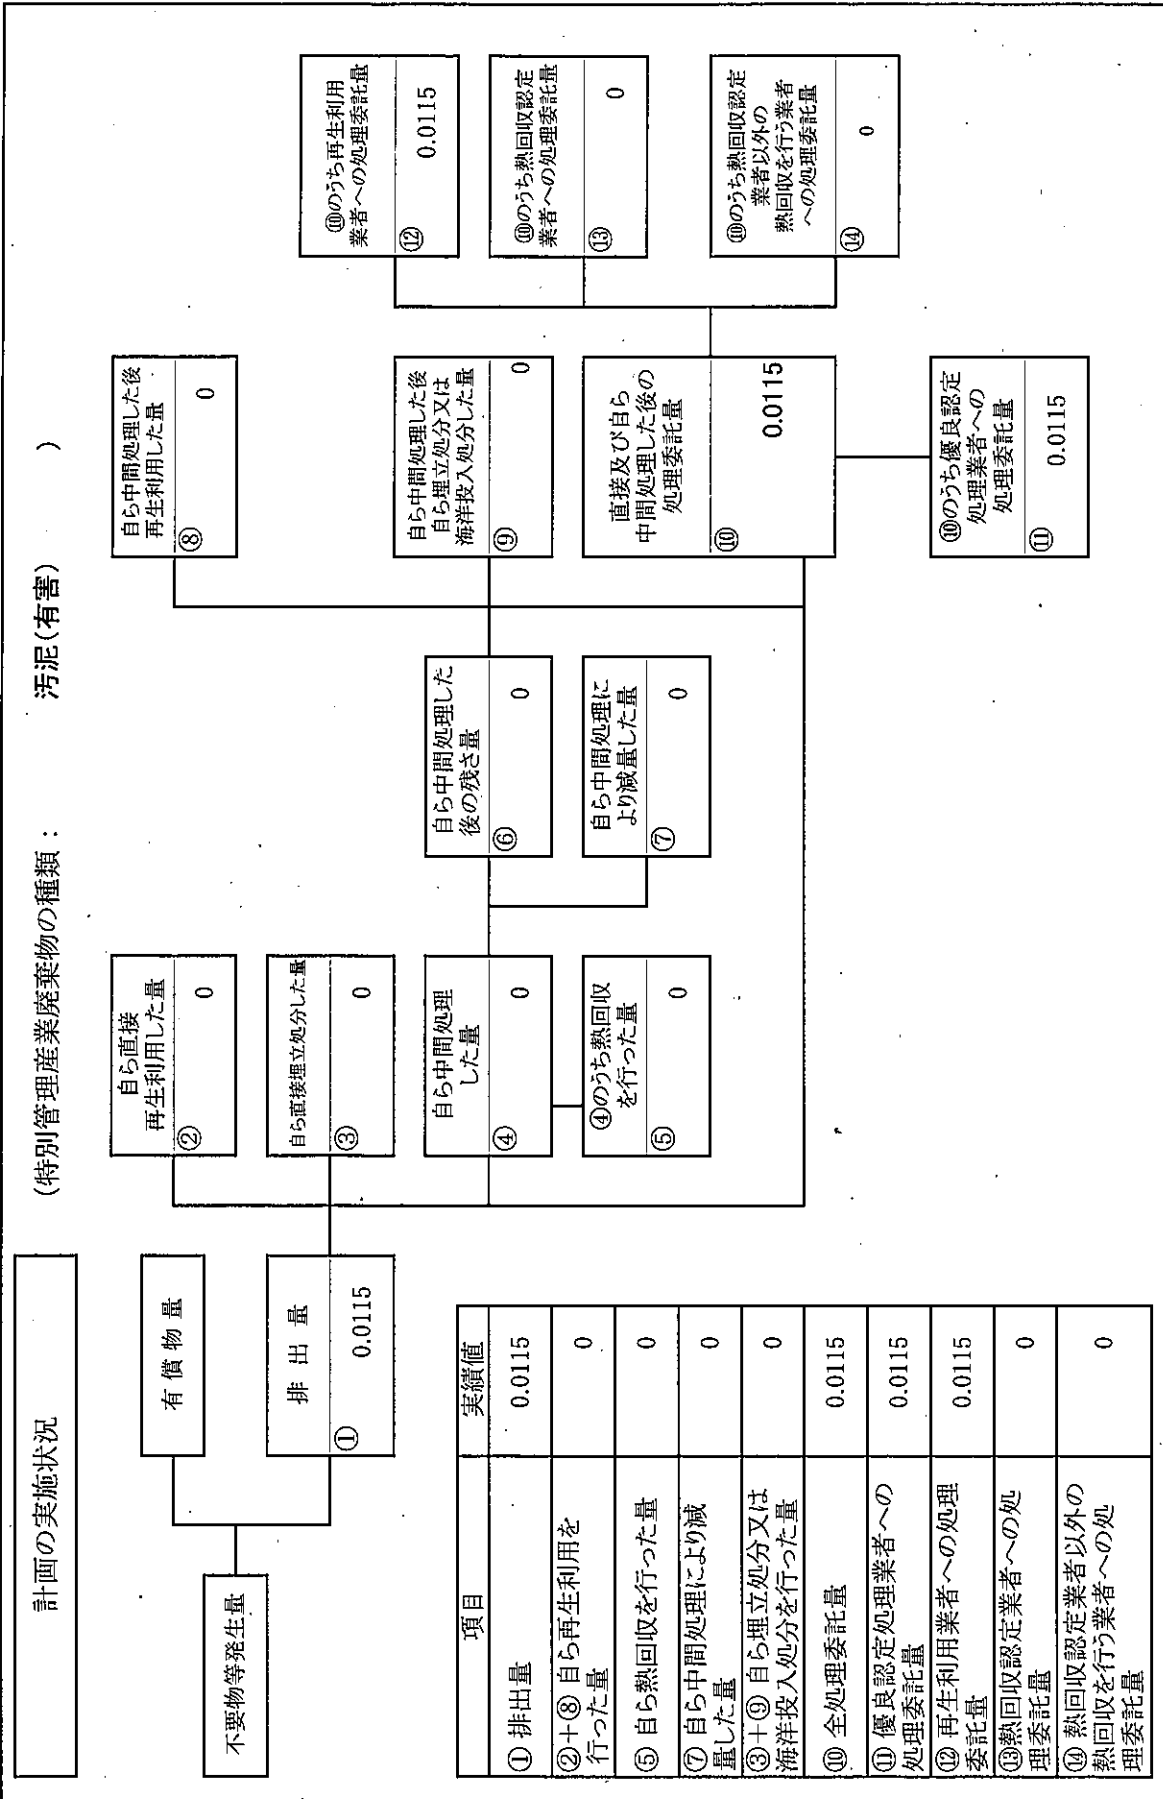 計画の実施状況
(特別管理産業廃棄物の種類：　汚泥(有害)　)
不要物等発生量
有償物量
排出量
① 0.0115
自ら直接
再生利用した量
② 0
自ら直接埋立処分した量
③ 0
自ら中間処理
した量
④ 0
④のうち熱回収
を行った量
⑤ 0
自ら中間処理した
後の残さ量
⑥ 0
自ら中間処理に
より減量した量
⑦ 0
自ら中間処理した後
再生利用した量
⑧ 0
自ら中間処理した後
自ら埋立処分又は
海洋投入処分した量
⑨ 0
直接及び自ら
中間処理した後の
処理委託量
⑩ 0.0115
⑩のうち優良認定
処理業者への
処理委託量
⑪ 0.0115
⑩のうち再生利用
業者への処理委託量
⑫ 0.0115
⑩のうち熱回収認定
業者への処理委託量
⑬ 0
⑩のうち熱回収認定
業者以外の
熱回収を行う業者
への処理委託量
⑭ 0
項目 実績値
① 排出量 0.0115
②＋⑧ 自ら再生利用を
行った量 0
⑤ 自ら熱回収を行った量 0
⑦ 自ら中間処理により減
量した量 0
③＋⑨ 自ら埋立処分又は
海洋投入処分を行った量 0
⑩ 全処理委託量 0.0115
⑪ 優良認定処理業者への
処理委託量 0.0115
⑫ 再生利用業者への処理
委託量 0.0115
⑬熱回収認定業者への処
理委託量 0
⑭ 熱回収認定業者以外の
熱回収を行う業者への処
理委託量 0